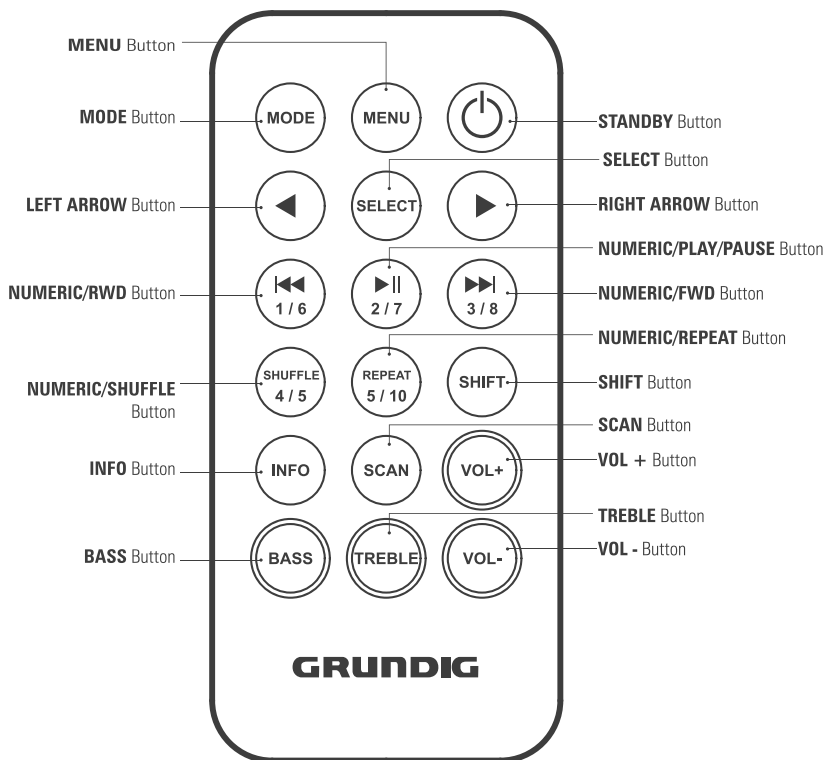 MENU Button
MODE Button
MODE
MENU
STANDBY Button
SELECT Button
LEFT ARROW Button
SELECT
RIGHT ARROW Button
NUMERIC/PLAY/PAUSE Button
NUMERIC/RWD Button
1 / 6
2 / 7
3 / 8
NUMERIC/FWD Button
NUMERIC/REPEAT Button
NUMERIC/SHUFFLE
Button
SHUFFLE
4 / 5
REPEAT
5 / 10
SHIFT
SHIFT Button
SCAN Button
INFO Button
INFO
SCAN
VOL+
VOL + Button
TREBLE Button
BASS Button
BASS
TREBLE
VOL-
VOL - Button
GRUNDIG